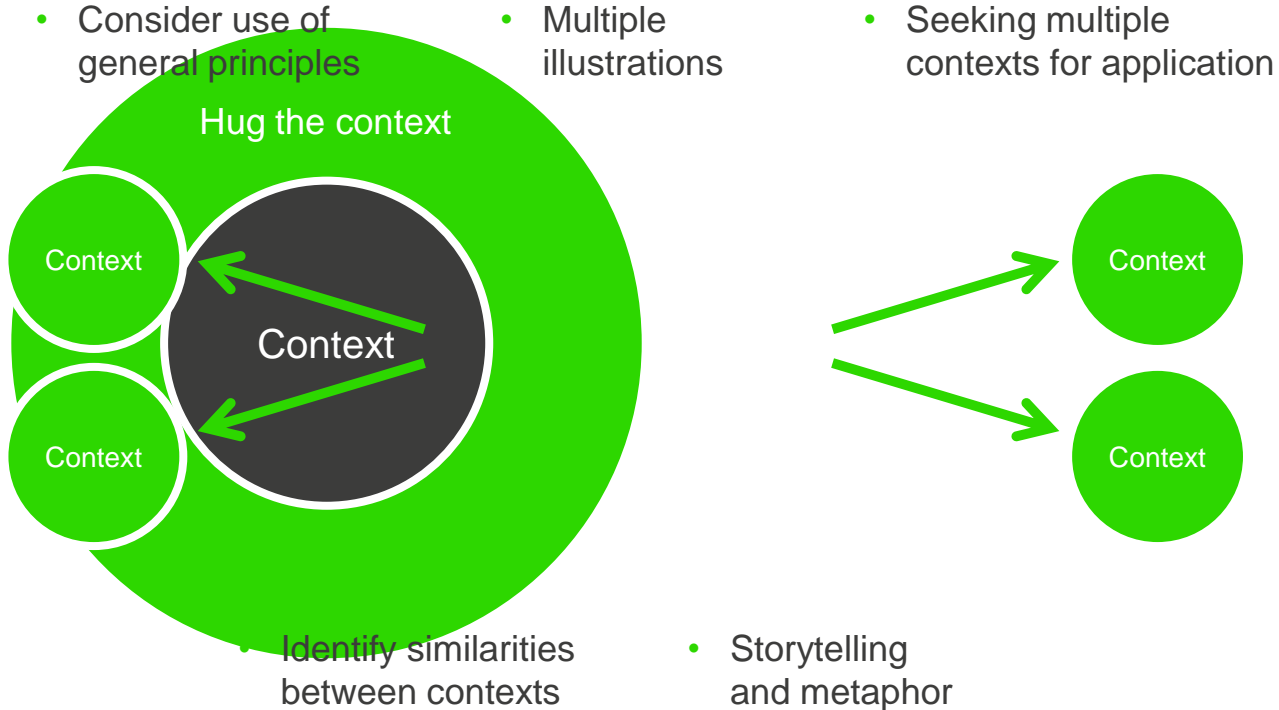 • Consider use of
general principles
• Multiple
illustrations
• Seeking multiple
contexts for application
Hug the context
Context
Context
Context
Context
Context
• Identify similarities
between contexts
• Storytelling
and metaphor